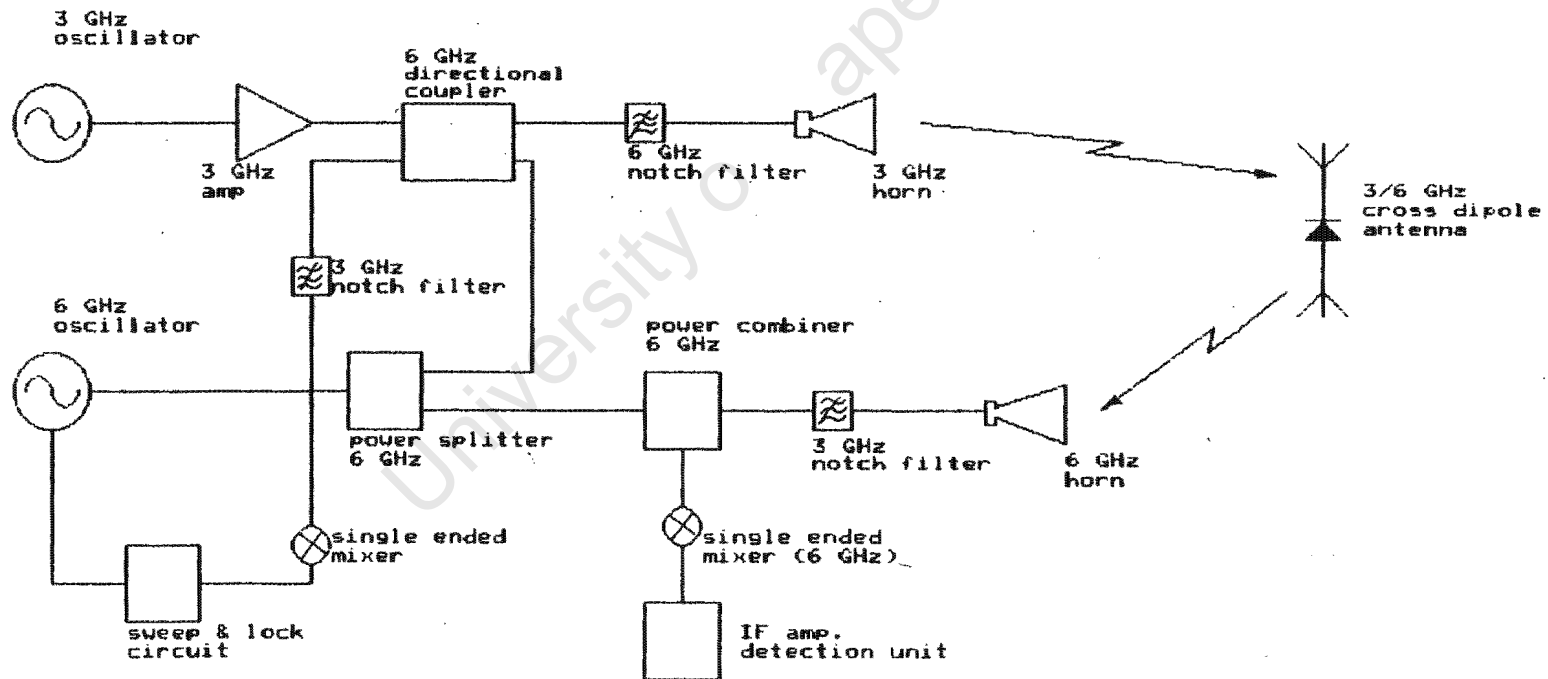 3 GHz
oscillator
6 GHz
directional
coupler
3 GHz
amp
6 GHz
notch filter
3 GHz
horn
3/6 GHz
cross dipole
antenna
3 GHz
notch filter
6 GHz
oscillator
power splitter
6 GHz
power combiner
6 GHz
3 GHz
notch filter
6 GHz
horn
single ended
mixer
single ended
mixer (6 GHz)
sweep & lock
circuit
IF amp.
detection unit
University o
ape